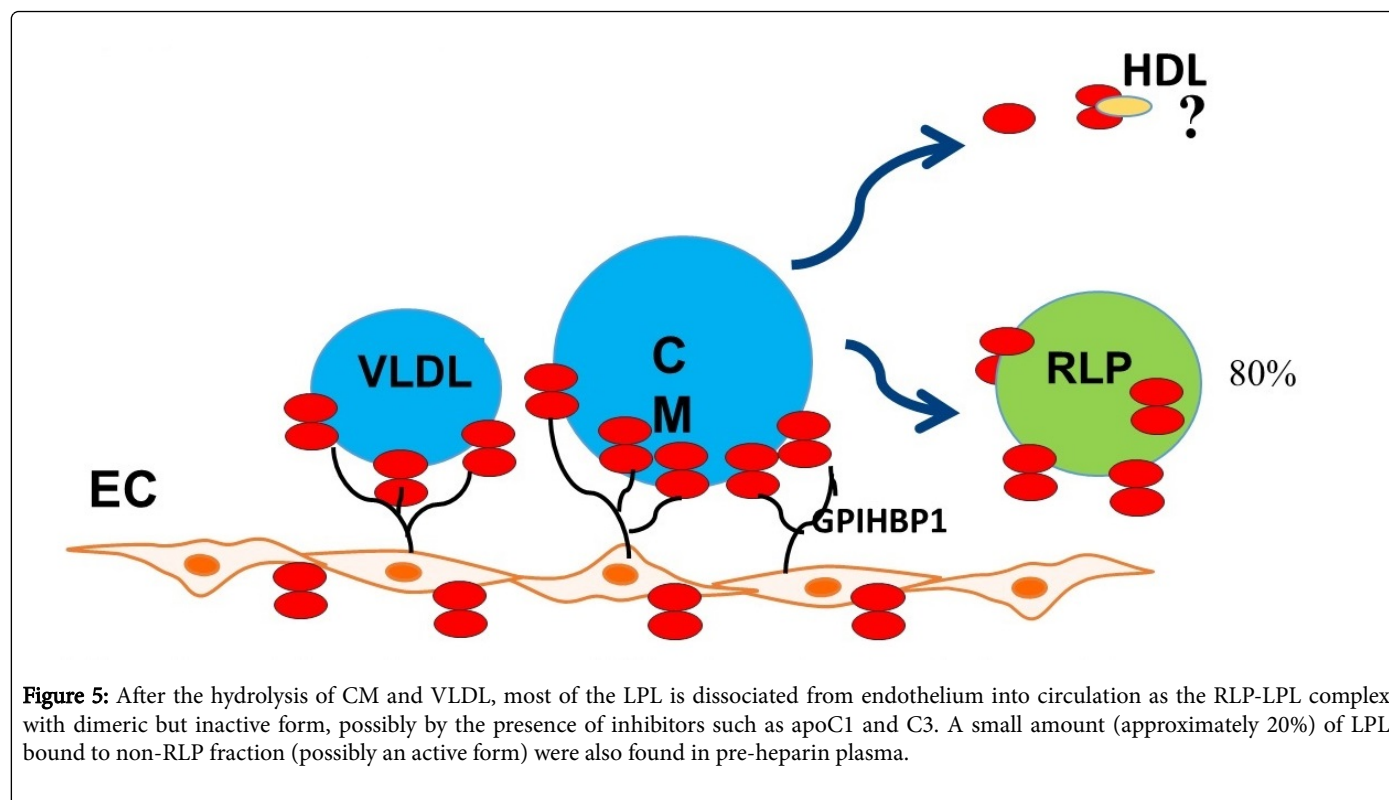 HDL
?
C
M
VLDL
RLP
80%
EC
GPIHBP1
Figure 5: After the hydrolysis of CM and VLDL, most of the LPL is dissociated from endothelium into circulation as the RLP-LPL complex
with dimeric but inactive form, possibly by the presence of inhibitors such as apoC1 and C3. A small amount (approximately 20%) of LPL
bound to non-RLP fraction (possibly an active form) were also found in pre-heparin plasma.